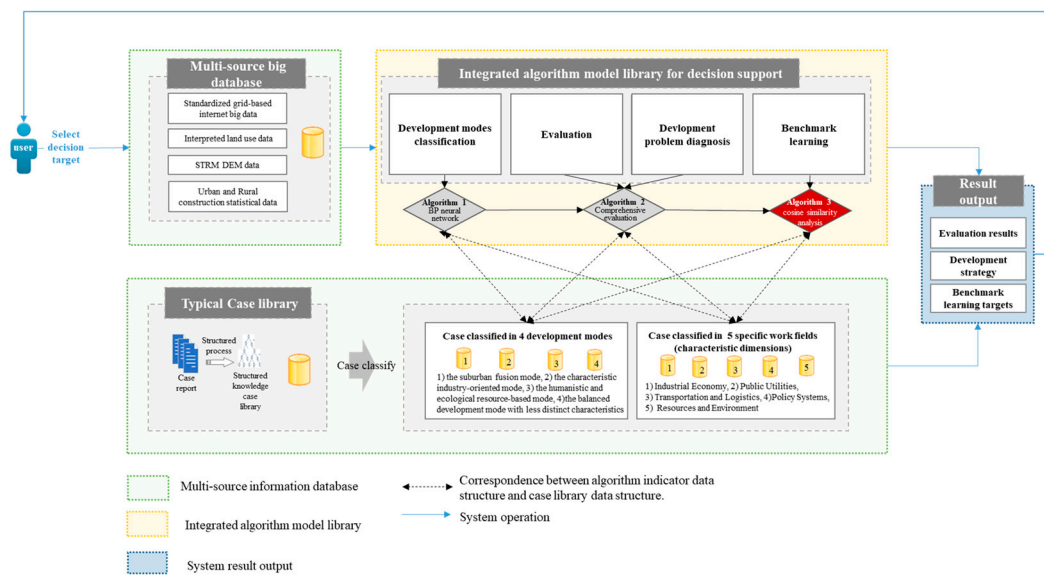 user
Select
decision
target
Multi-source big
database
Standardized grid-based
internet big data
Interpreted land use data
STRM DEM data
Urban and Rural
construction statistical data
Integrated algorithm model library for decision support
Development modes
classification
Evaluation
Devlopment
problem diagnosis
Benchmark
learning
Algorithm 1
BP neural
network
Algorithm 2
Comprehensive
evaluation
Algorithm 3
cosine similarity
analysis
Result
output
Evaluation results
Development
strategy
Benchmark
learning targets
Typical Case library
Case
report
Structured
process
Structured
knowledge
case
library
Case classify
Case classified in 4 development modes
1
2
3
4
1) the suburban fusion mode, 2) the characteristic
industry-oriented mode, 3) the humanistic and
ecological resource-based mode, 4)the balanced
development mode with less distinct characteristics
Case classified in 5 specific work fields
(characteristic dimensions)
1
2
3
4
5
1) Industrial Economy, 2) Public Utilities,
3) Transportation and Logistics, 4)Policy Systems,
5) Resources and Environment
Multi-source information database
Integrated algorithm model library
System result output
Correspondence between algorithm indicator data
structure and case library data structure.
System operation